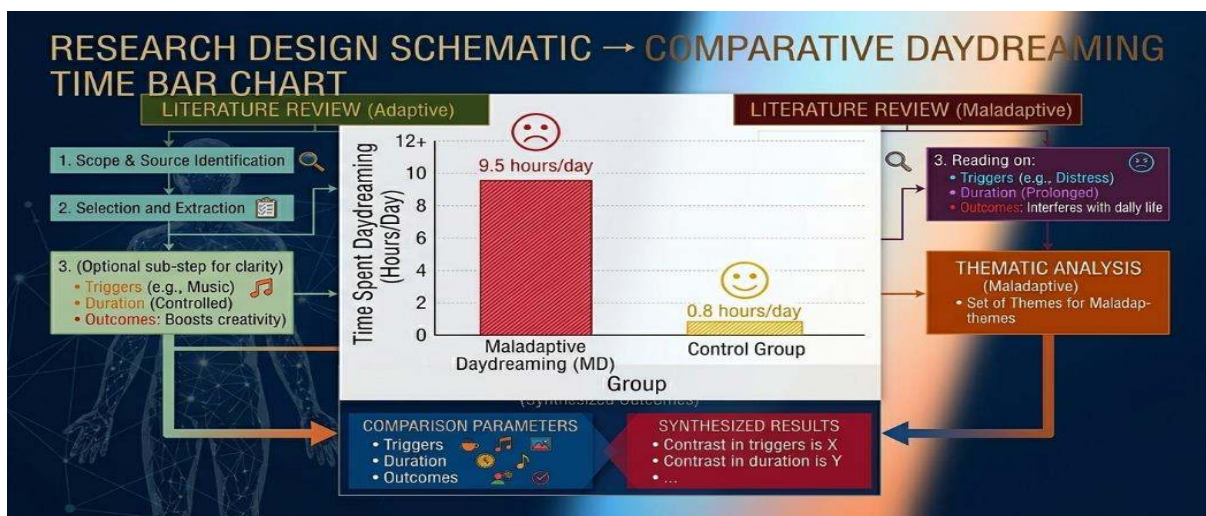 RESEARCH DESIGN SCHEMATIC → COMPARATIVE DAYDREAMING
TIME BAR CHART
LITERATURE REVIEW (Adaptive)
1. Scope & Source Identification
2. Selection and Extraction
3. (Optional sub-step for clarity)
• Triggers (e.g., Music)
• Duration (Controlled)
• Outcomes: Boosts creativity)
Time Spent Daydreaming
(Hours/Day)
12+
10
8
6
4
2
0
9.5 hours/day
0.8 hours/day
Maladaptive
Daydreaming (MD)
Control Group
Group
LITERATURE REVIEW (Maladaptive)
3. Reading on:
• Triggers (e.g., Distress)
• Duration (Prolonged)
• Outcomes: Interferes with dally life
THEMATIC ANALYSIS
(Maladaptive)
• Set of Themes for Maladap-
themes
(Synthesized Outcomes)
COMPARISON PARAMETERS
• Triggers
• Duration
• Outcomes
SYNTHESIZED RESULTS
• Contrast in triggers is X
• Contrast in duration is Y
• ...